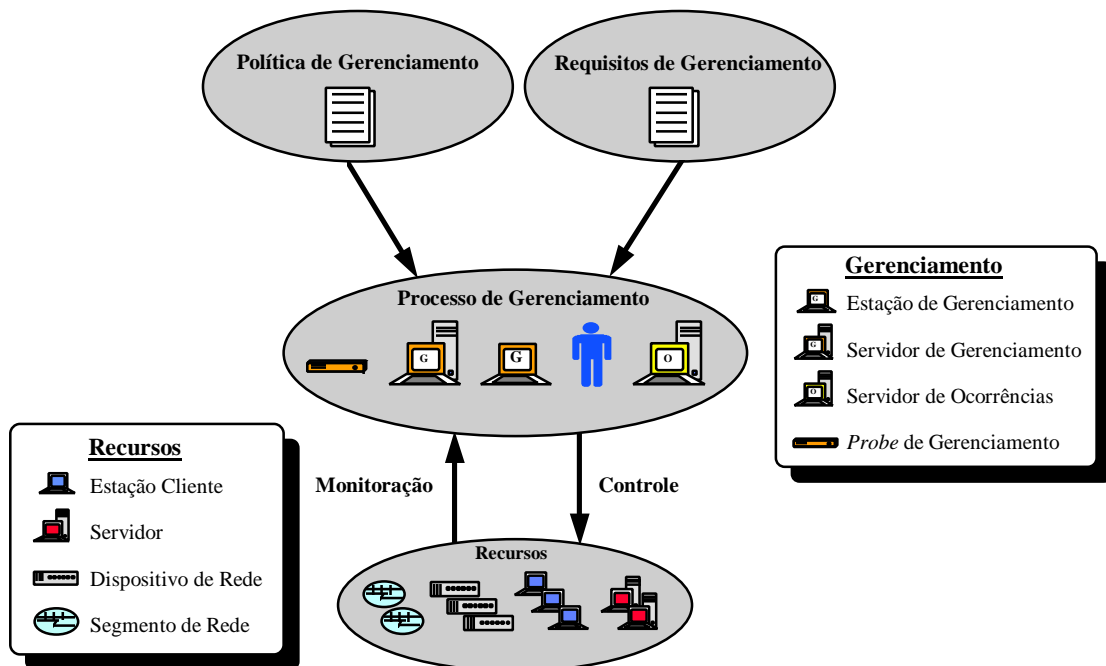 Política de Gerenciamento
Requisitos de Gerenciamento
Processo de Gerenciamento
G
G
O
Gerenciamento
G
Estação de Gerenciamento
G
Servidor de Gerenciamento
O
Servidor de Ocorrências
Probe de Gerenciamento
Recursos
Estação Cliente
Servidor
Dispositivo de Rede
Segmento de Rede
Monitoração
Controle
Recursos